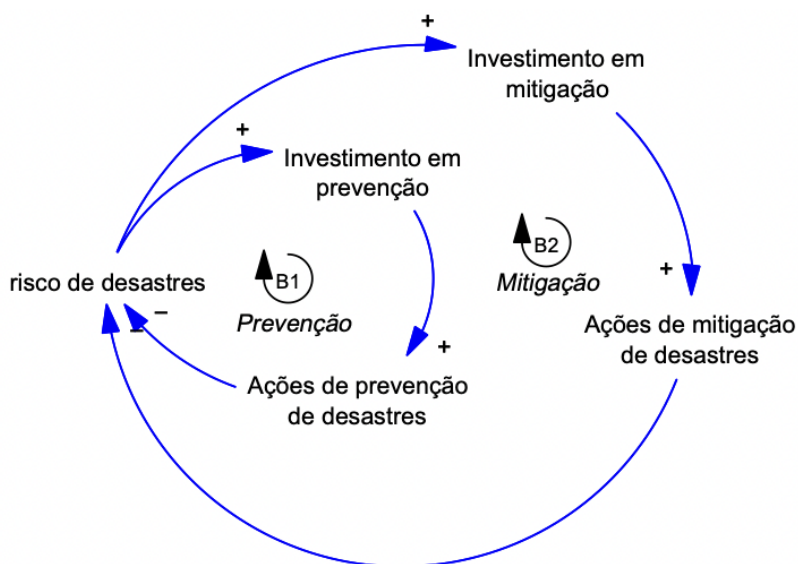 +
Investimento em
mitigação
+
Investimento em
prevenção
B1
Prevenção
B2
Mitigação
risco de desastres
–
–
+
Ações de mitigação
de desastres
+
Ações de prevenção
de desastres